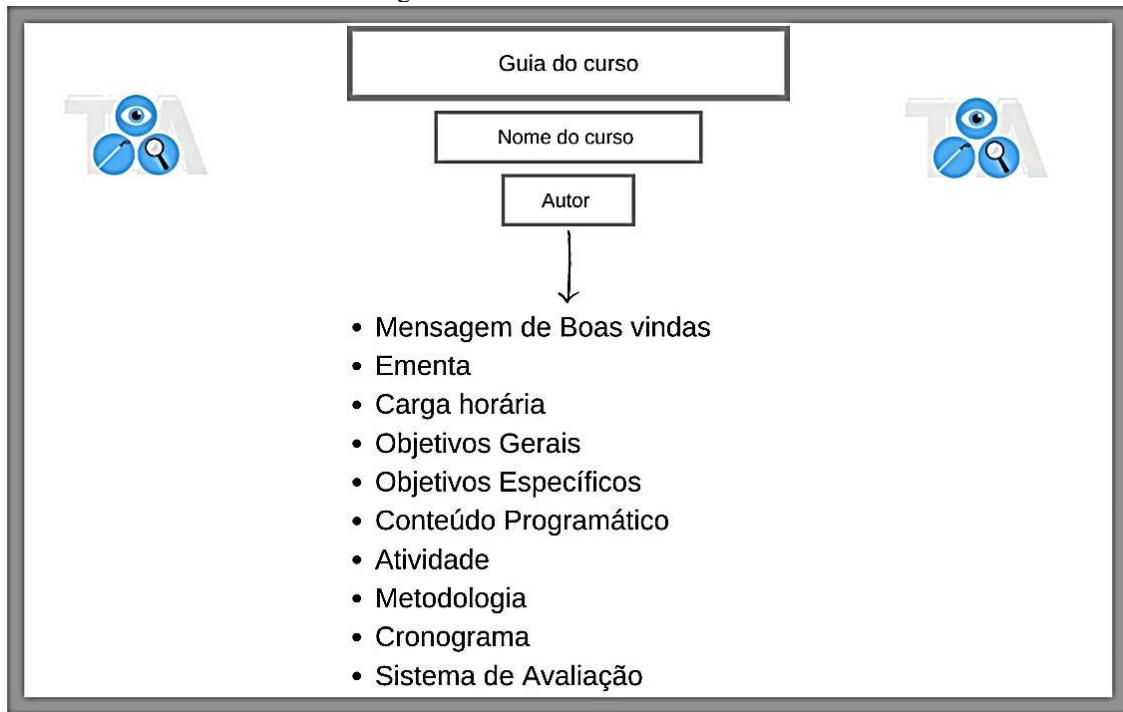 Guia do curso
Nome do curso
Autor
• Mensagem de Boas vindas
• Ementa
• Carga horária
• Objetivos Gerais
• Objetivos Específicos
• Conteúdo Programático
• Atividade
• Metodologia
• Cronograma
• Sistema de Avaliação